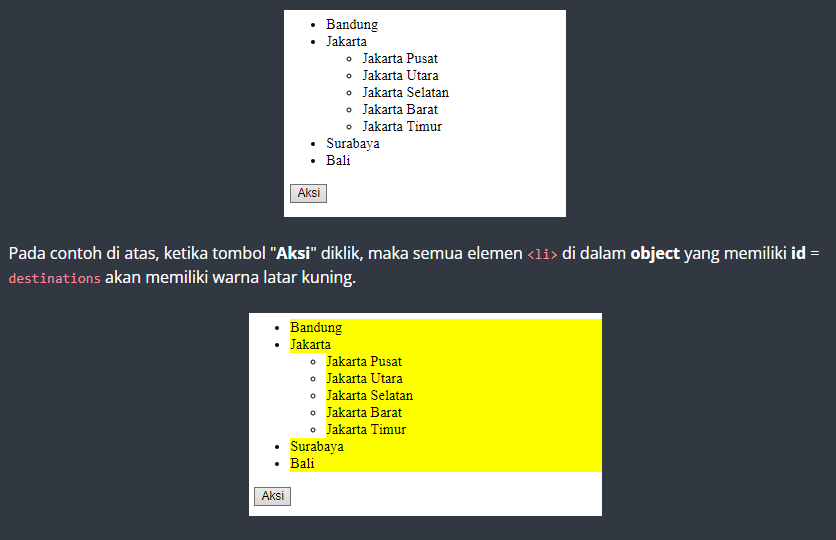 Bandung
Jakarta
Jakarta Pusat
Jakarta Utara
Jakarta Selatan
Jakarta Barat
Jakarta Timur
Surabaya
Bali
Aksi
Pada contoh di atas, ketika tombol "Aksi" diklik, maka semua elemen <li> di dalam object yang memiliki id =
destinations akan memiliki warna latar kuning.
Bandung
Jakarta
Jakarta Pusat
Jakarta Utara
Jakarta Selatan
Jakarta Barat
Jakarta Timur
Surabaya
Bali
Aksi